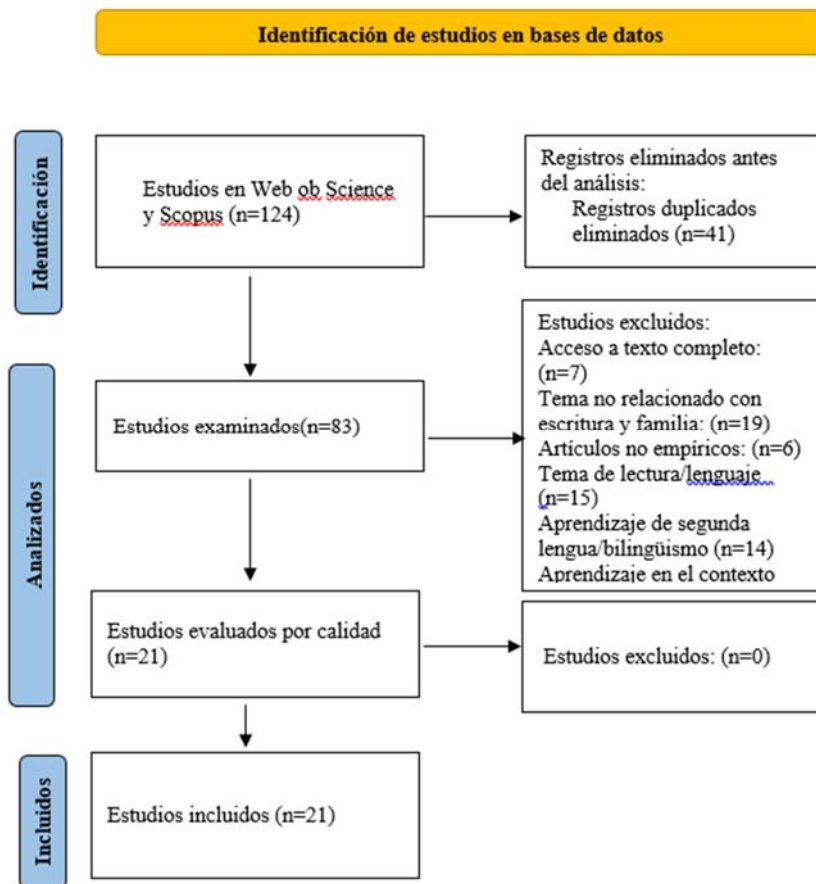 Identificación de estudios en bases de datos
Identificación
Estudios en Web ob Science
y Scopus (n=124)
Registros eliminados antes
del análisis:
Registros duplicados
eliminados (n=41)
Analizados
Estudios examinados(n=83)
Estudios excluidos:
Acceso a texto completo:
(n=7)
Tema no relacionado con
escritura y familia: (n=19)
Artículos no empíricos: (n=6)
Tema de lectura/lenguaje
(n=15)
Aprendizaje de segunda
lengua/bilingüismo (n=14)
Aprendizaje en el contexto
Estudios evaluados por calidad
(n=21)
Estudios excluidos: (n=0)
Incluidos
Estudios incluidos (n=21)